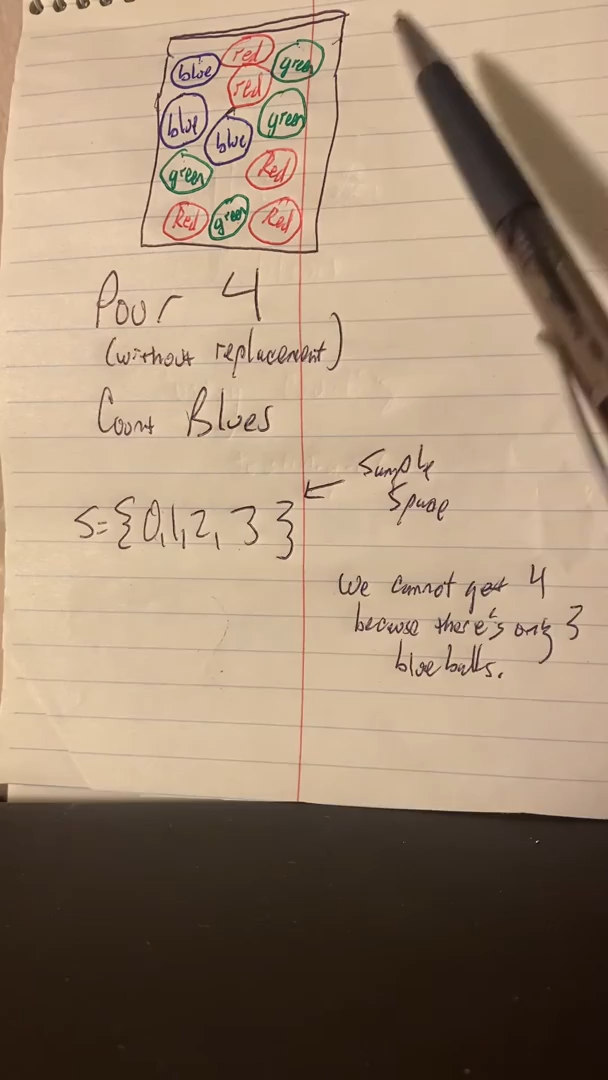 red
blue
green
red
blue
green
blue
green
Red
Red
green
Red
Pour 4
(without replacement)
Count Blues
Sample
Space
S={0,1,2,3}
We cannot get 4
because there's only 3
blue balls.